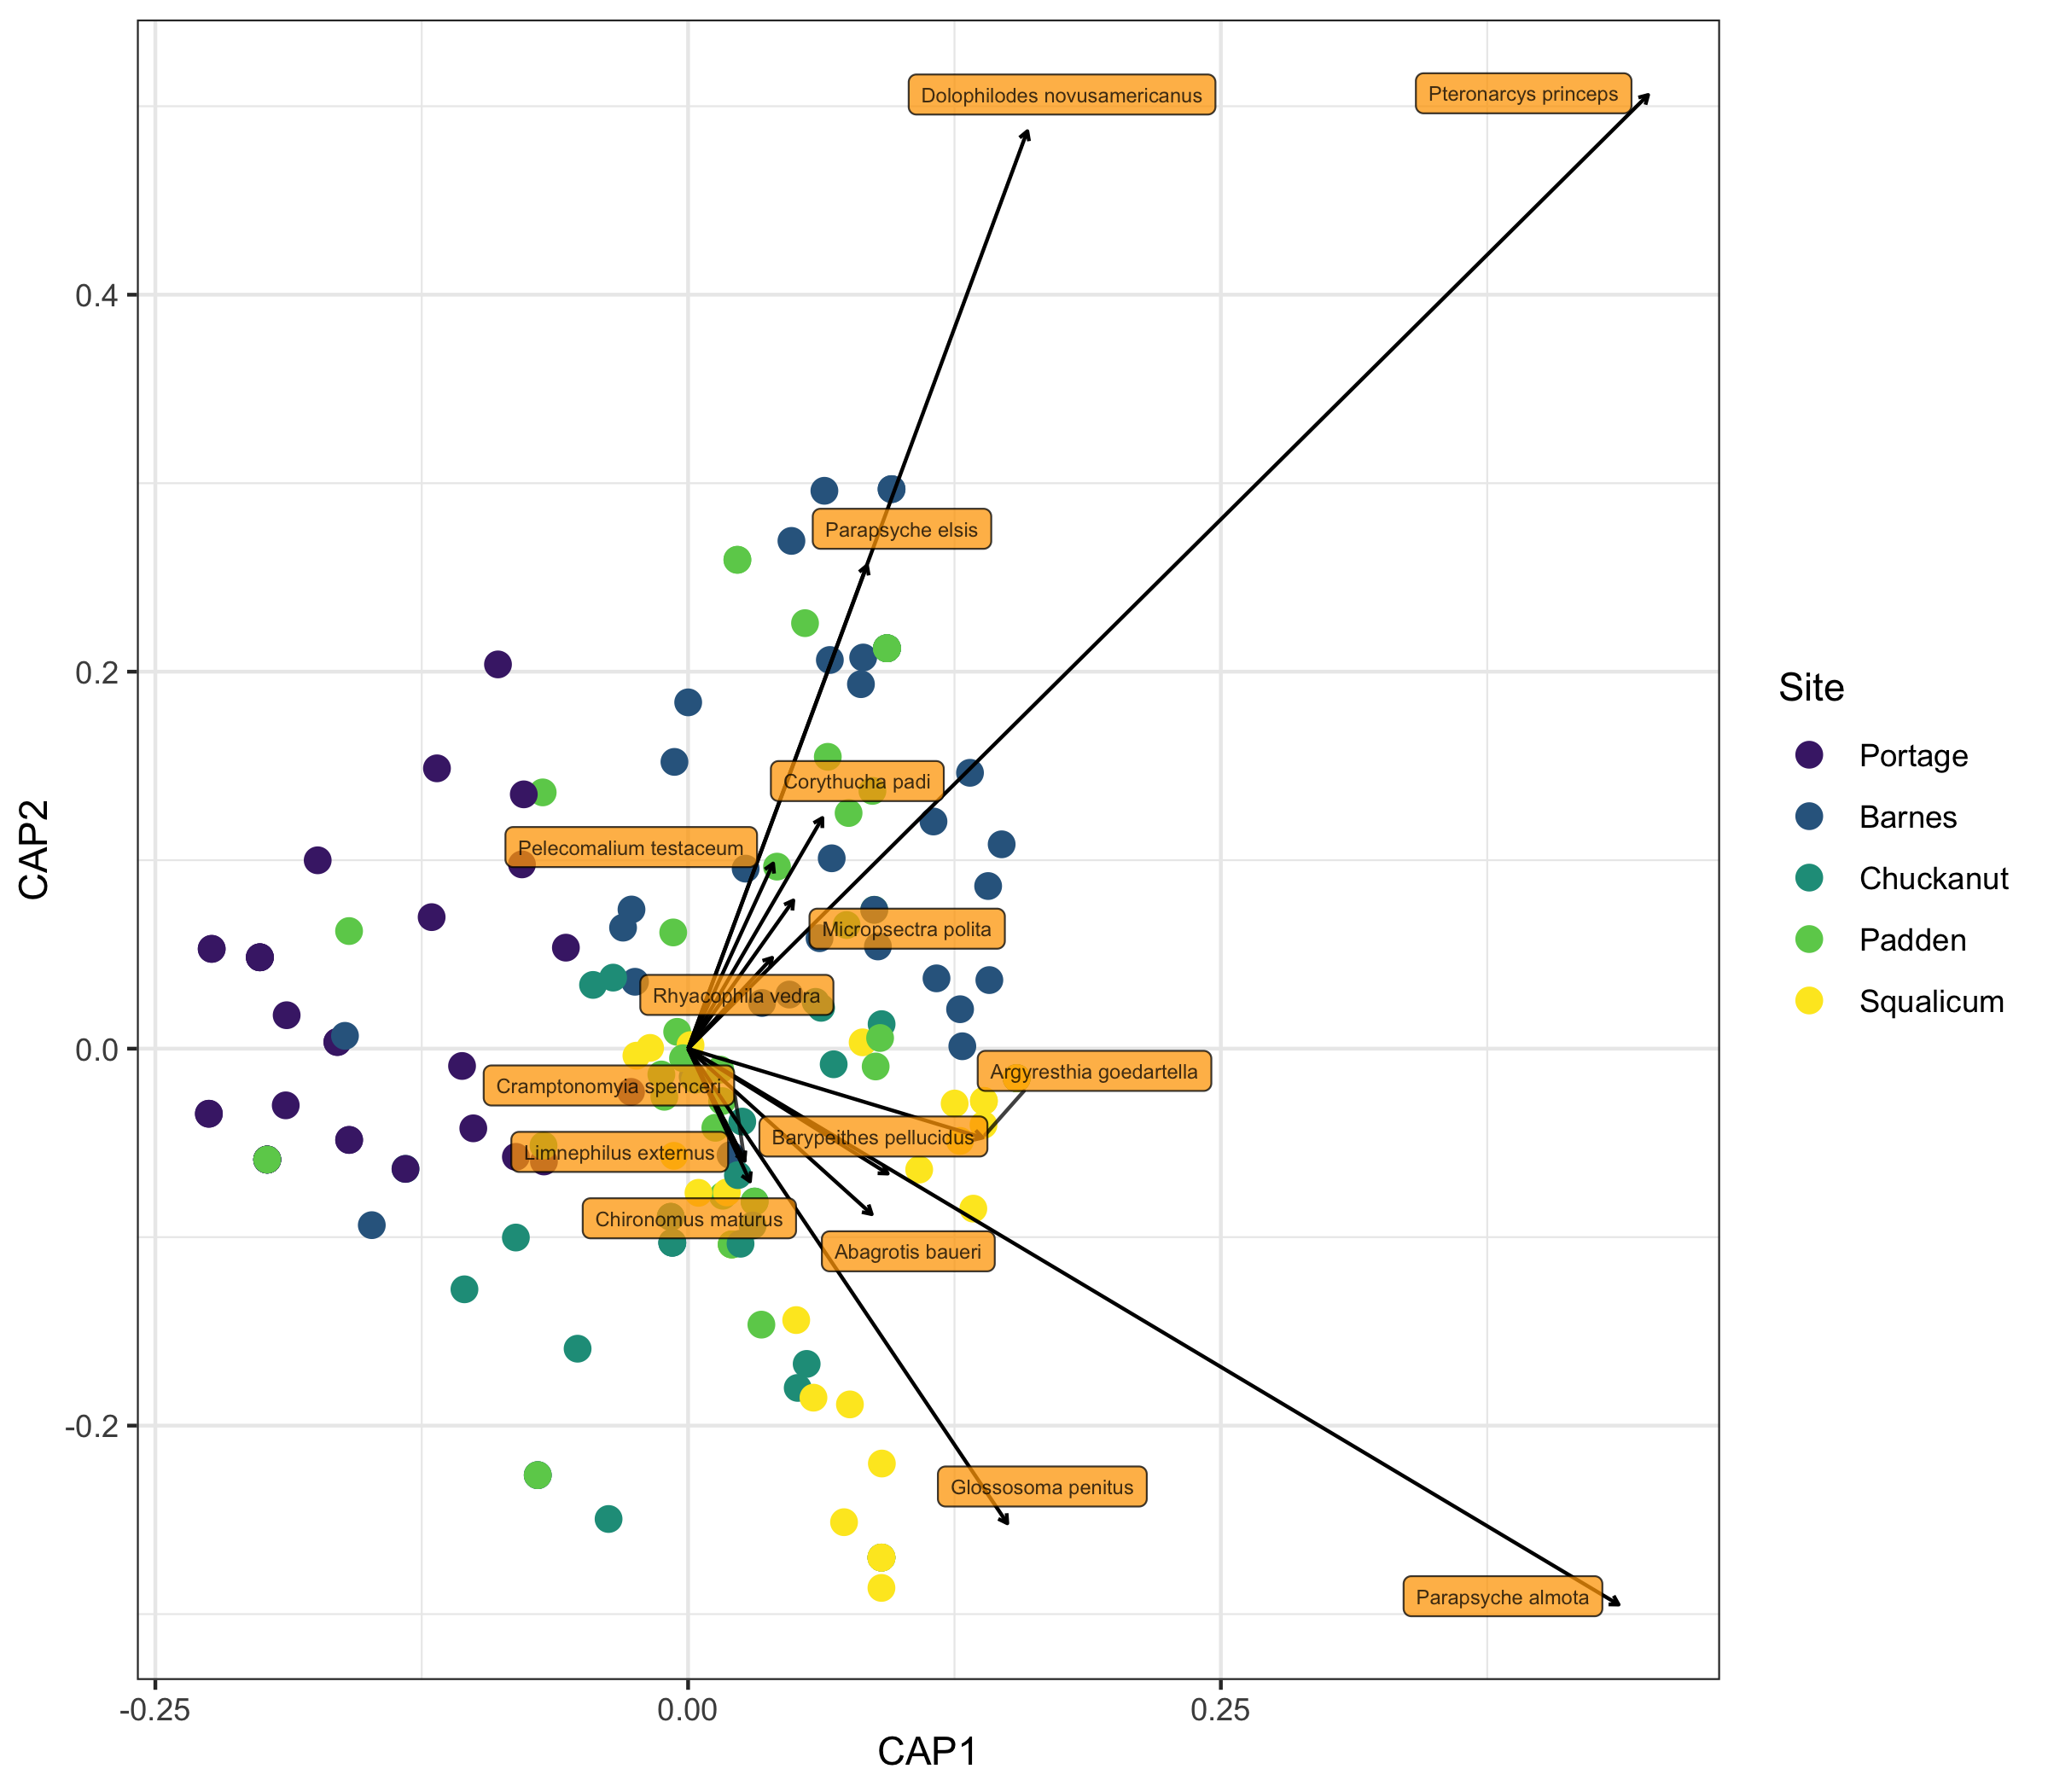 Dolophilodes novusamericanus
Pteronarcys princeps
0.4
Parapsyche elsis
0.2
Corythucha padi
Pelecomalium testaceum
Micropsectra polita
Rhyacophila vedra
0.0
Argyresthia goedartella
Cramptonomyia spenceri
Barypeithes pellucidus
Limnephilus externus
Chironomus maturus
Abagrotis baueri
-0.2
Glossosoma penitus
Parapsyche almota
-0.25
0.00
0.25
CAP1
CAP2
Site
Portage
Barnes
Chuckanut
Padden
Squalicum